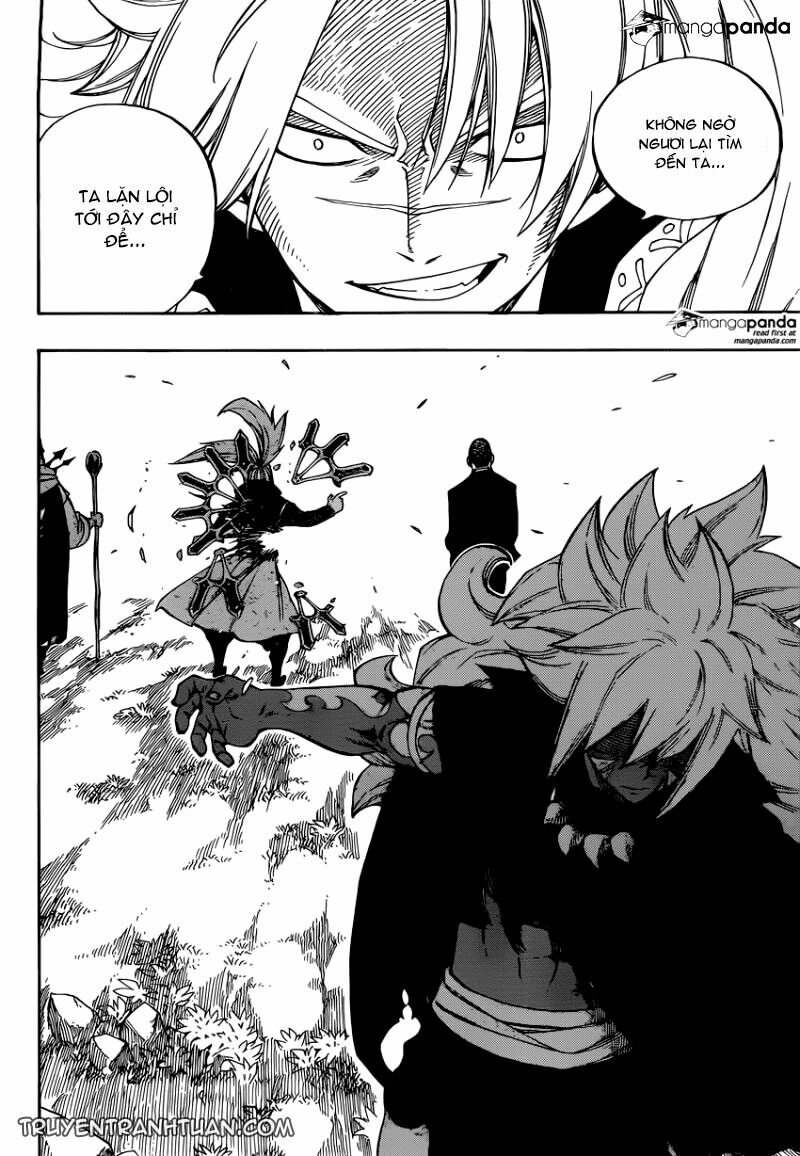 mangapanda
KHÔNG NGỜ
NGƯƠI LẠI TÌM
ĐẾN TA...
TA LẶN LỘI
TỚI ĐÂY CHỈ
ĐỂ...
mangapanda
read first at
mangapanda.com
TRUYENTRANHTUAN.COM